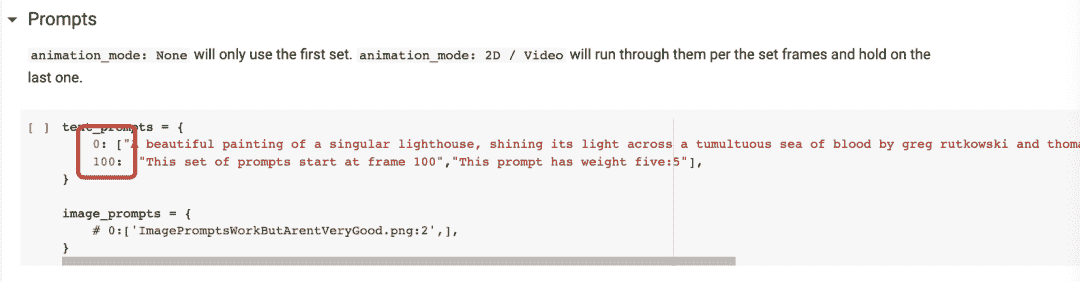 Prompts
animation_mode: None will only use the first set. animation_mode: 2D / Video will run through them per the set frames and hold on the
last one.
[ ] text_prompts = {
0: ["A beautiful painting of a singular lighthouse, shining its light across a tumultuous sea of blood by greg rutkowski and thoma
100: "This set of prompts start at frame 100","This prompt has weight five:5"],
}
image_prompts = {
# 0:['ImagePromptsWorkButArentVeryGood.png:2',],
}